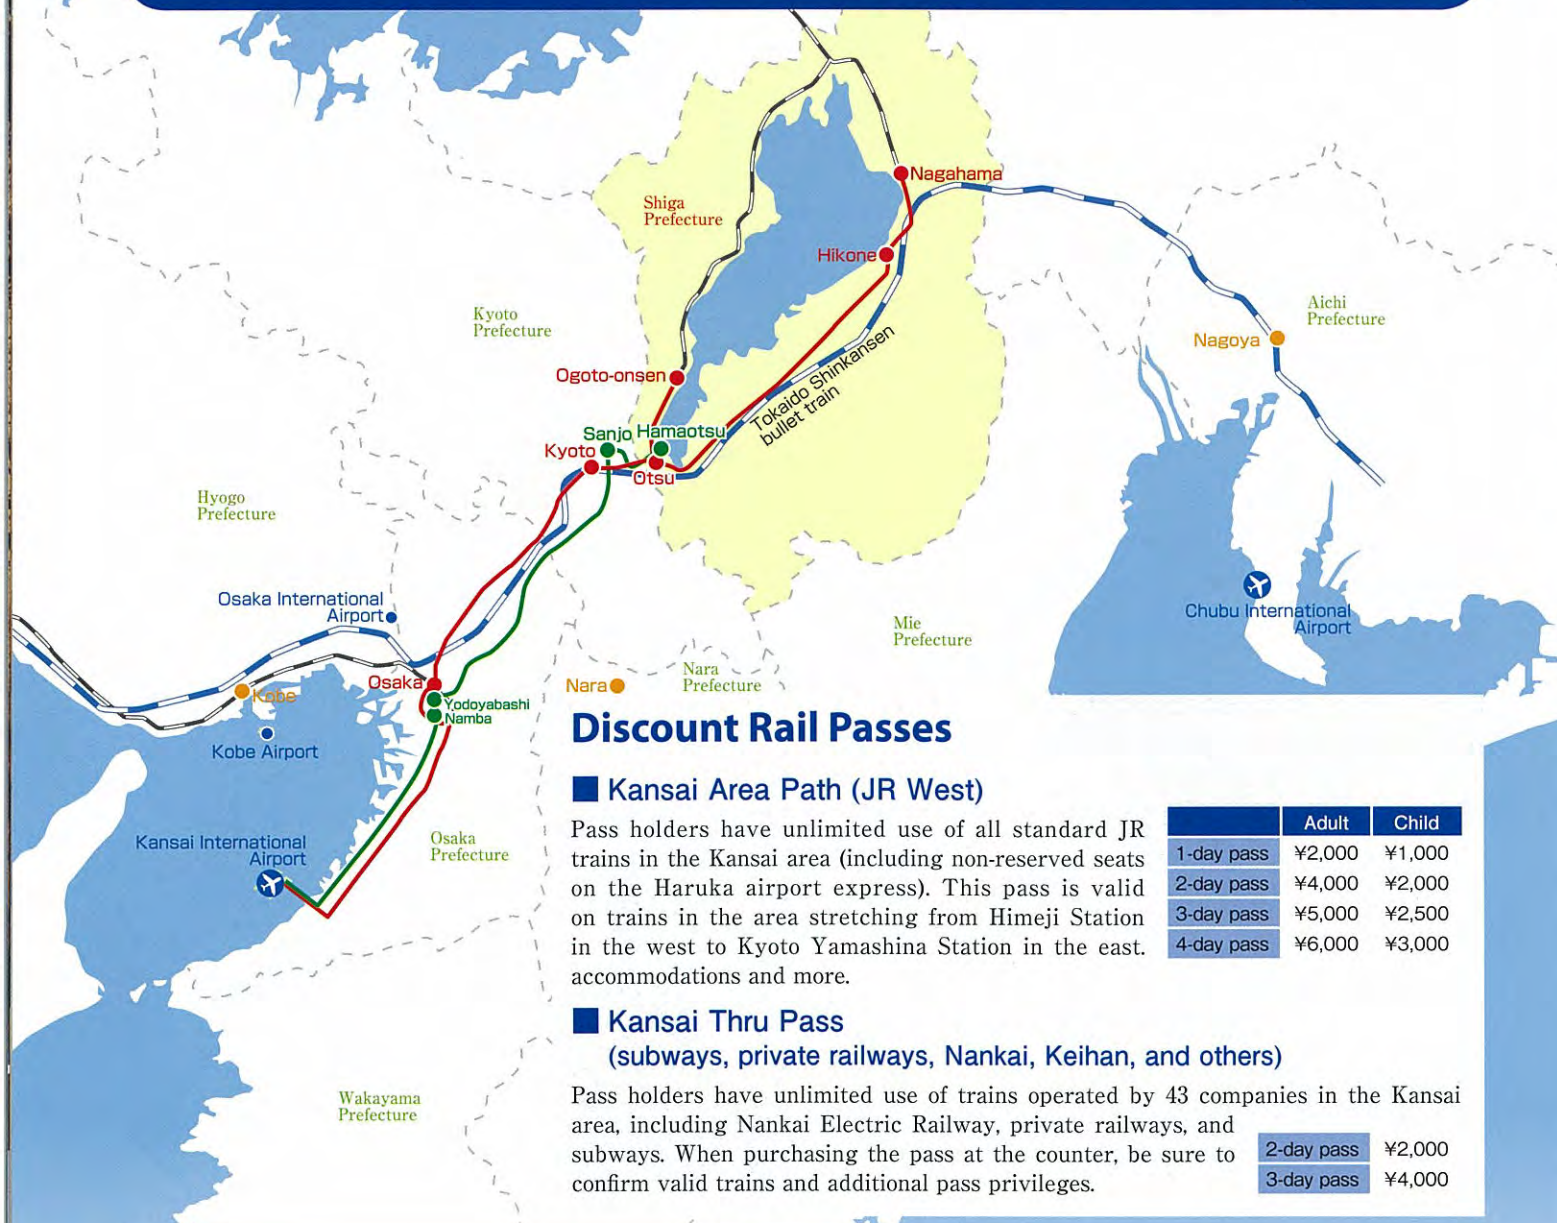 Nagahama
Shiga
Prefecture
Hikone
Kyoto
Prefecture
Aichi
Prefecture
Nagoya
Tokaido Shinkansen
bullet train
Ogoto-onsen
Sanjo
Hamaotsu
Kyoto
Otsu
Hyogo
Prefecture
Osaka International
Airport
Chubu International
Airport
Mie
Prefecture
Nara
Prefecture
Osaka
Nara
Kobe
Yodoyabashi
Namba
Kobe Airport
Kansai International
Airport
Osaka
Prefecture
Wakayama
Prefecture
Discount Rail Passes
Kansai Area Path (JR West)
Pass holders have unlimited use of all standard JR
trains in the Kansai area (including non-reserved seats
on the Haruka airport express). This pass is valid
on trains in the area stretching from Himeji Station
in the west to Kyoto Yamashina Station in the east.
accommodations and more.
Adult Child
1-day pass ¥2,000 ¥1,000
2-day pass ¥4,000 ¥2,000
3-day pass ¥5,000 ¥2,500
4-day pass ¥6,000 ¥3,000
Kansai Thru Pass
(subways, private railways, Nankai, Keihan, and others)
Pass holders have unlimited use of trains operated by 43 companies in the Kansai
area, including Nankai Electric Railway, private railways, and
subways. When purchasing the pass at the counter, be sure to
confirm valid trains and additional pass privileges.
2-day pass ¥2,000
3-day pass ¥4,000